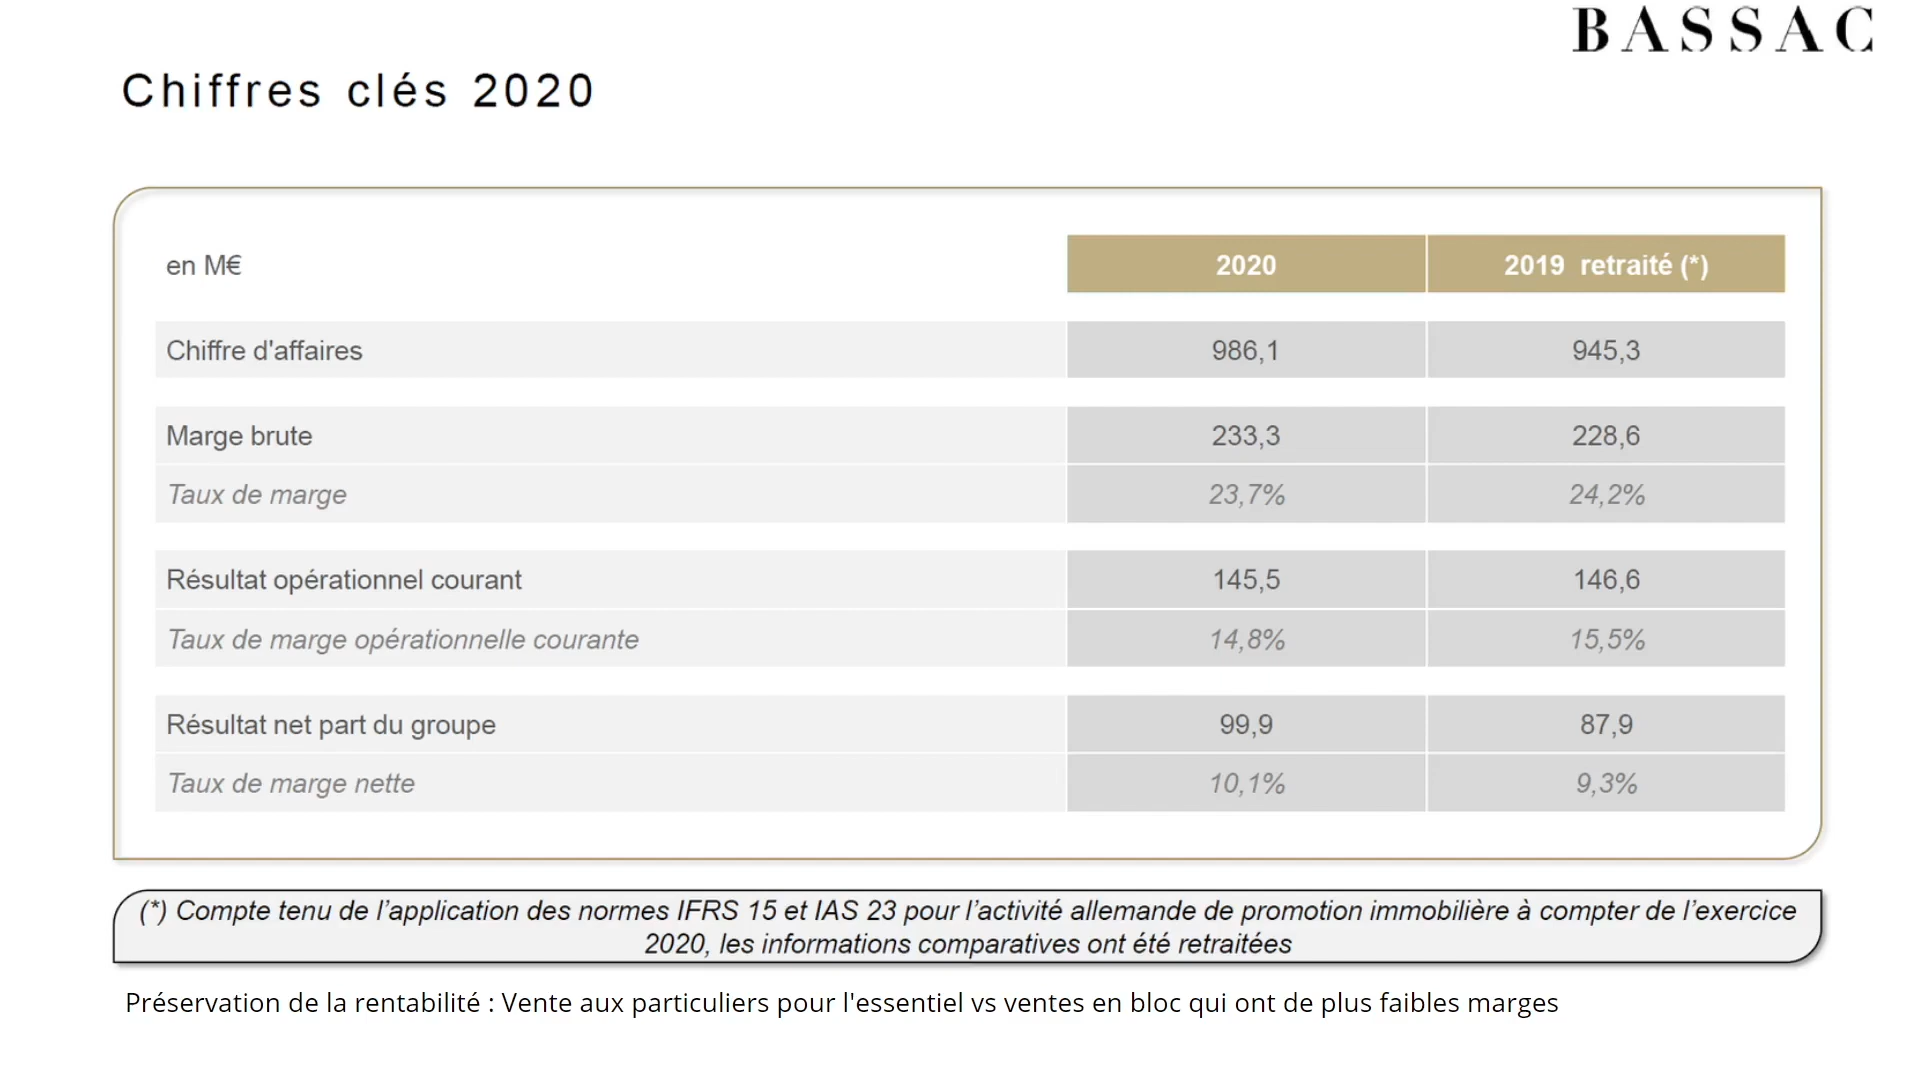 BASSAC
Chiffres clés 2020
en M€ 2020 2019 retraité (*)
Chiffre d'affaires 986,1 945,3
Marge brute 233,3 228,6
Taux de marge 23,7% 24,2%
Résultat opérationnel courant 145,5 146,6
Taux de marge opérationnelle courante 14,8% 15,5%
Résultat net part du groupe 99,9 87,9
Taux de marge nette 10,1% 9,3%
(*) Compte tenu de l’application des normes IFRS 15 et IAS 23 pour l’activité allemande de promotion immobilière à compter de l’exercice
2020, les informations comparatives ont été retraitées
Préservation de la rentabilité : Vente aux particuliers pour l'essentiel vs ventes en bloc qui ont de plus faibles marges